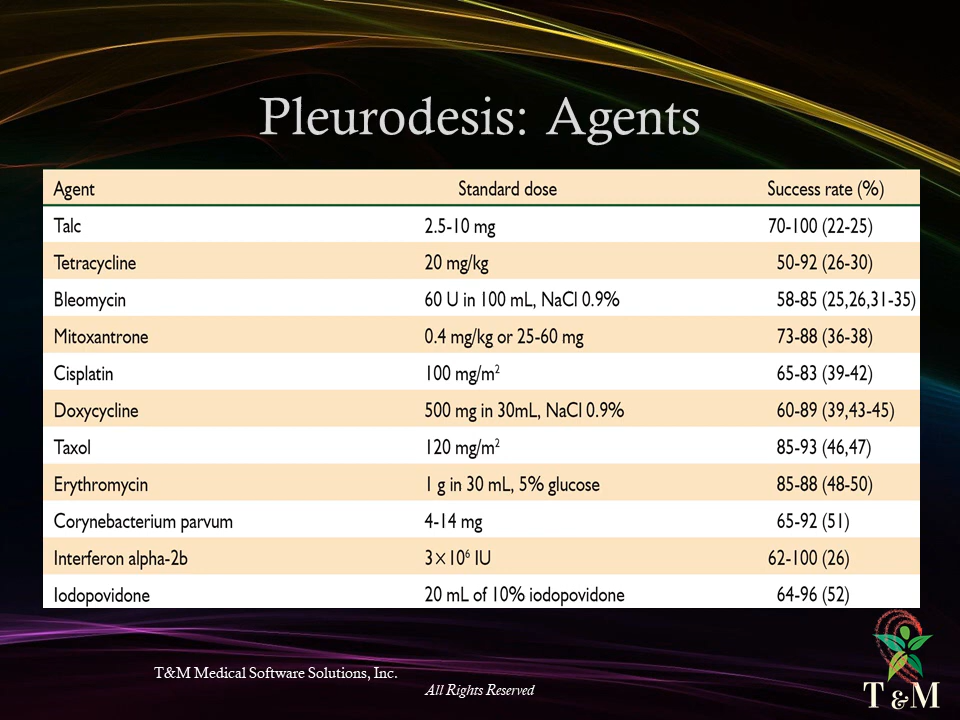 Pleurodesis: Agents
Agent Standard dose Success rate (%)
Talc 2.5-10 mg 70-100 (22-25)
Tetracycline 20 mg/kg 50-92 (26-30)
Bleomycin 60 U in 100 mL, NaCl 0.9% 58-85 (25,26,31-35)
Mitoxantrone 0.4 mg/kg or 25-60 mg 73-88 (36-38)
Cisplatin 100 mg/m² 65-83 (39-42)
Doxycycline 500 mg in 30mL, NaCl 0.9% 60-89 (39,43-45)
Taxol 120 mg/m² 85-93 (46,47)
Erythromycin 1 g in 30 mL, 5% glucose 85-88 (48-50)
Corynebacterium parvum 4-14 mg 65-92 (51)
Interferon alpha-2b 3×10⁶ IU 62-100 (26)
Iodopovidone 20 mL of 10% iodopovidone 64-96 (52)
T&M Medical Software Solutions, Inc.
All Rights Reserved
T & M